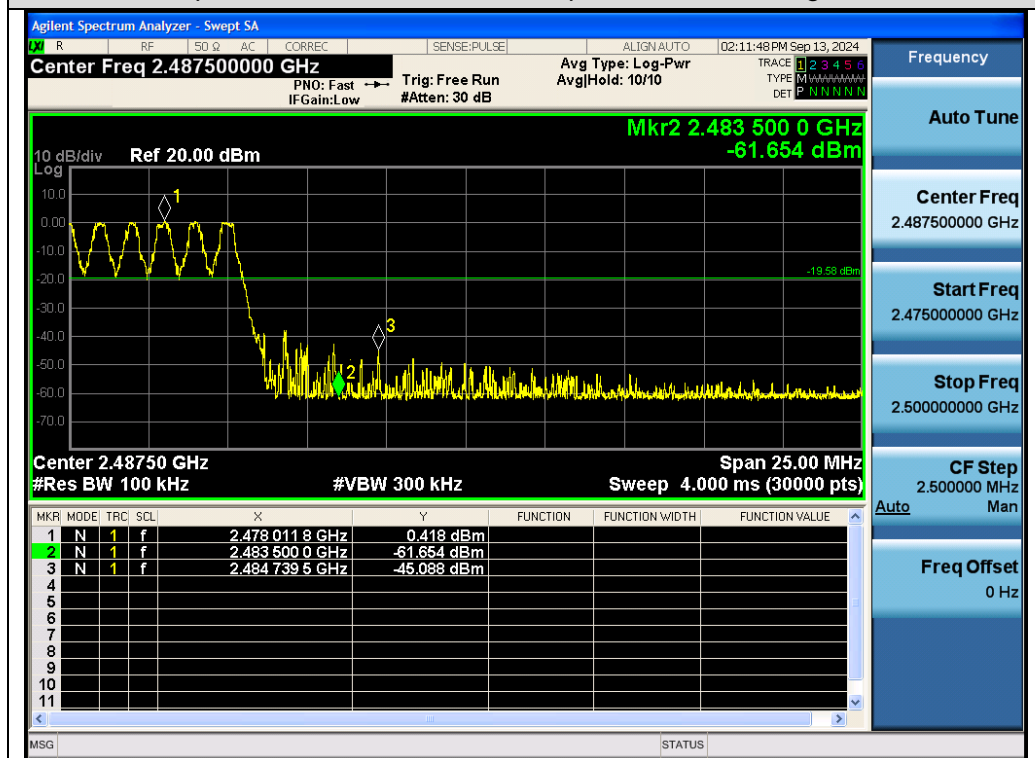 Agilent Spectrum Analyzer - Swept SA
LXI R RF 50 Ω AC CORREC SENSE:PULSE ALIGN AUTO 02:11:48 PM Sep 13, 2024
Center Freq 2.487500000 GHz
PNO: Fast
IFGain:Low
Trig: Free Run
#Atten: 30 dB
Avg Type: Log-Pwr
Avg|Hold: 10/10
TRACE 1 2 3 4 5 6
TYPE M
DET P N N N N N
Mkr2 2.483 500 0 GHz
-61.654 dBm
10 dB/div Ref 20.00 dBm
Log
10.0
0.00
-10.0
-20.0
-30.0
-40.0
-50.0
-60.0
-70.0
1
2
3
-19.58 dBm
Center 2.48750 GHz Span 25.00 MHz
#Res BW 100 kHz #VBW 300 kHz Sweep 4.000 ms (30000 pts)
MKR MODE TRC SCL X Y FUNCTION FUNCTION WIDTH FUNCTION VALUE
1 N 1 f 2.478 011 8 GHz 0.418 dBm
2 N 1 f 2.483 500 0 GHz -61.654 dBm
3 N 1 f 2.484 739 5 GHz -45.088 dBm
4
5
6
7
8
9
10
11
MSG STATUS
Frequency
Auto Tune
Center Freq
2.487500000 GHz
Start Freq
2.475000000 GHz
Stop Freq
2.500000000 GHz
CF Step
2.500000 MHz
Auto Man
Freq Offset
0 Hz